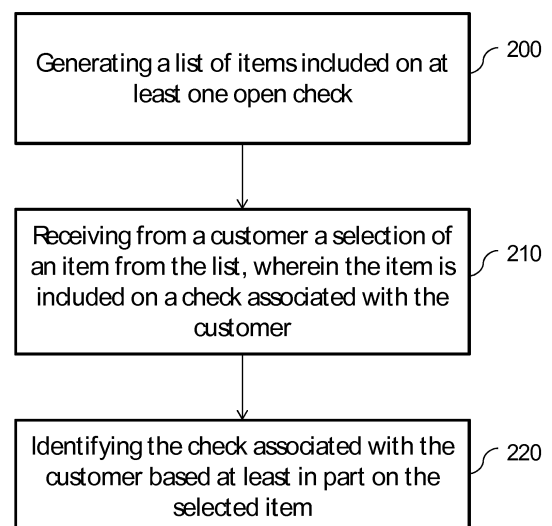 Generating a list of items included on at
least one open check
200
Receiving from a customer a selection of
an item from the list, wherein the item is
included on a check associated with the
customer
210
Identifying the check associated with the
customer based at least in part on the
selected item
220